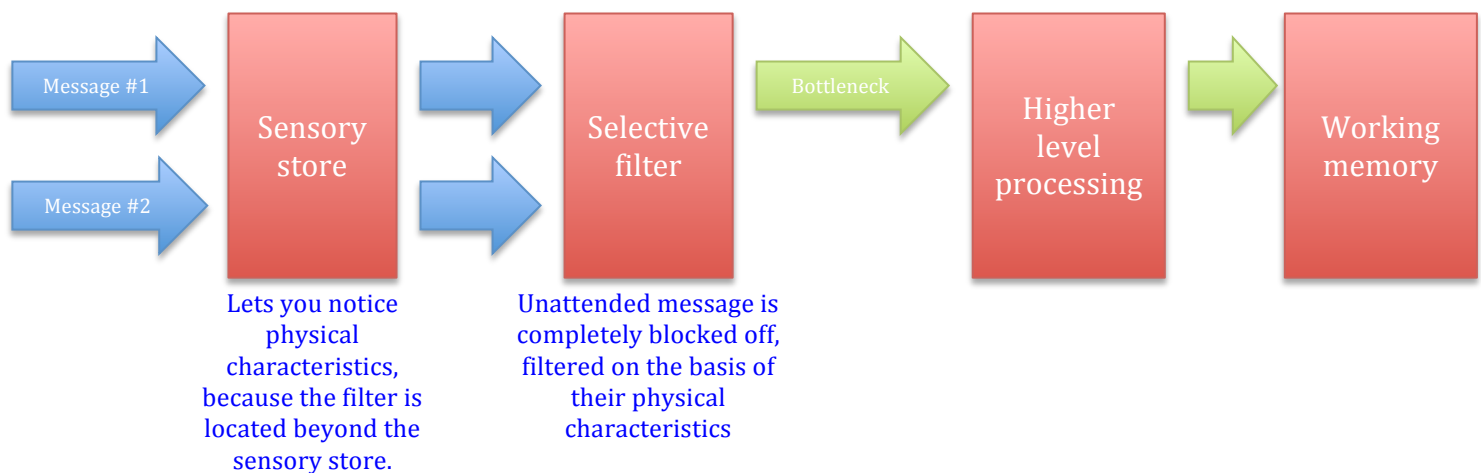 Message #1
Message #2
Sensory
store
Selective
filter
Bottleneck
Higher
level
processing
Working
memory
Lets you notice
physical
characteristics,
because the filter is
located beyond the
sensory store.
Unattended message is
completely blocked off,
filtered on the basis of
their physical
characteristics